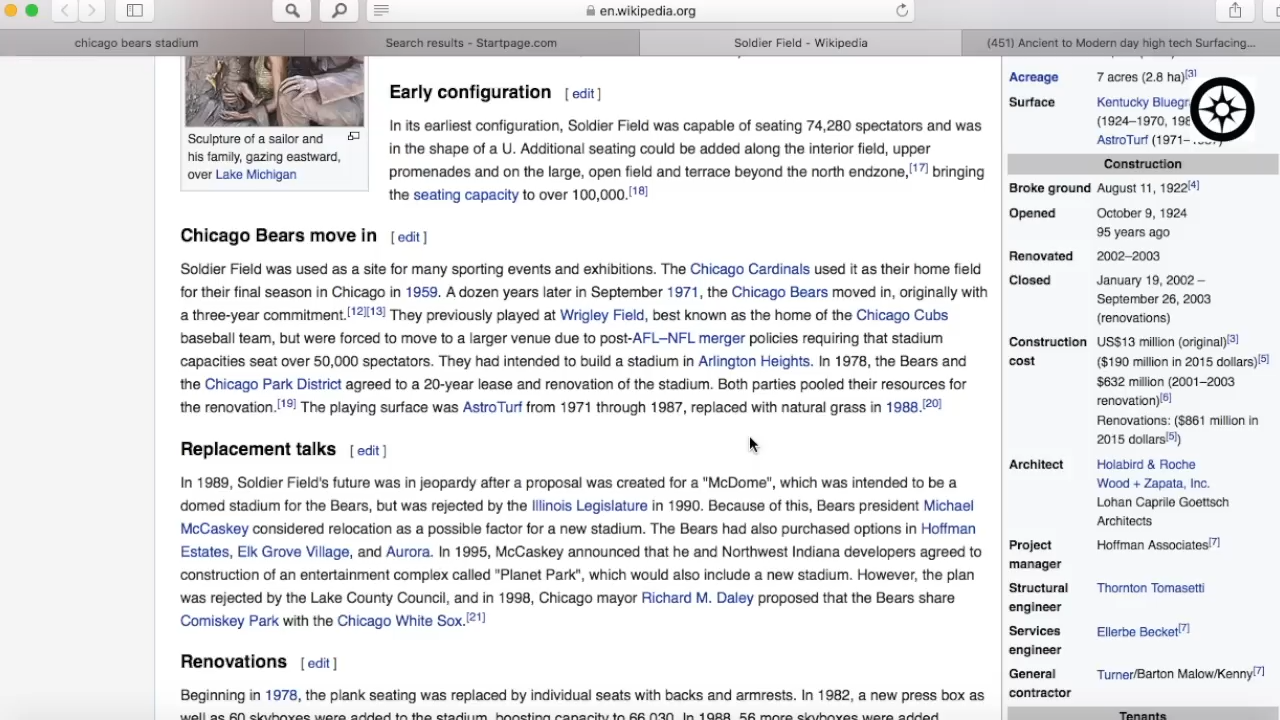 en.wikipedia.org
chicago bears stadium
Search results - Startpage.com
Soldier Field - Wikipedia
(451) Ancient to Modern day high tech Surfacing...
Sculpture of a sailor and
his family, gazing eastward,
over Lake Michigan
Early configuration [ edit ]
In its earliest configuration, Soldier Field was capable of seating 74,280 spectators and was
in the shape of a U. Additional seating could be added along the interior field, upper
promenades and on the large, open field and terrace beyond the north endzone,[17] bringing
the seating capacity to over 100,000.[18]
Chicago Bears move in [ edit ]
Soldier Field was used as a site for many sporting events and exhibitions. The Chicago Cardinals used it as their home field
for their final season in Chicago in 1959. A dozen years later in September 1971, the Chicago Bears moved in, originally with
a three-year commitment.[12][13] They previously played at Wrigley Field, best known as the home of the Chicago Cubs
baseball team, but were forced to move to a larger venue due to post-AFL–NFL merger policies requiring that stadium
capacities seat over 50,000 spectators. They had intended to build a stadium in Arlington Heights. In 1978, the Bears and
the Chicago Park District agreed to a 20-year lease and renovation of the stadium. Both parties pooled their resources for
the renovation.[19] The playing surface was AstroTurf from 1971 through 1987, replaced with natural grass in 1988.[20]
Replacement talks [ edit ]
In 1989, Soldier Field's future was in jeopardy after a proposal was created for a "McDome", which was intended to be a
domed stadium for the Bears, but was rejected by the Illinois Legislature in 1990. Because of this, Bears president Michael
McCaskey considered relocation as a possible factor for a new stadium. The Bears had also purchased options in Hoffman
Estates, Elk Grove Village, and Aurora. In 1995, McCaskey announced that he and Northwest Indiana developers agreed to
construction of an entertainment complex called "Planet Park", which would also include a new stadium. However, the plan
was rejected by the Lake County Council, and in 1998, Chicago mayor Richard M. Daley proposed that the Bears share
Comiskey Park with the Chicago White Sox.[21]
Renovations [ edit ]
Beginning in 1978, the plank seating was replaced by individual seats with backs and armrests. In 1982, a new press box as
well as 60 skyboxes were added to the stadium, boosting capacity to 66,030. In 1988, 56 more skyboxes were added
Acreage 7 acres (2.8 ha)[3]
Surface Kentucky
(1924–1970,
AstroTurf
Construction
Broke ground August 11, 1922[4]
Opened October 9, 1924
95 years ago
Renovated 2002–2003
Closed January 19, 2002 –
September 26, 2003
(renovations)
Construction cost US$13 million (original)[3]
($190 million in 2015 dollars)[5]
$632 million (2001–2003
renovation)[6]
Renovations: ($861 million in
2015 dollars[5])
Architect Holabird & Roche
Wood + Zapata, Inc.
Lohan Caprile Goettsch
Architects
Project manager Hoffman Associates[7]
Structural engineer Thornton Tomasetti
Services engineer Ellerbe Becket[7]
General contractor Turner/Barton Malow/Kenny[7]
Tenants